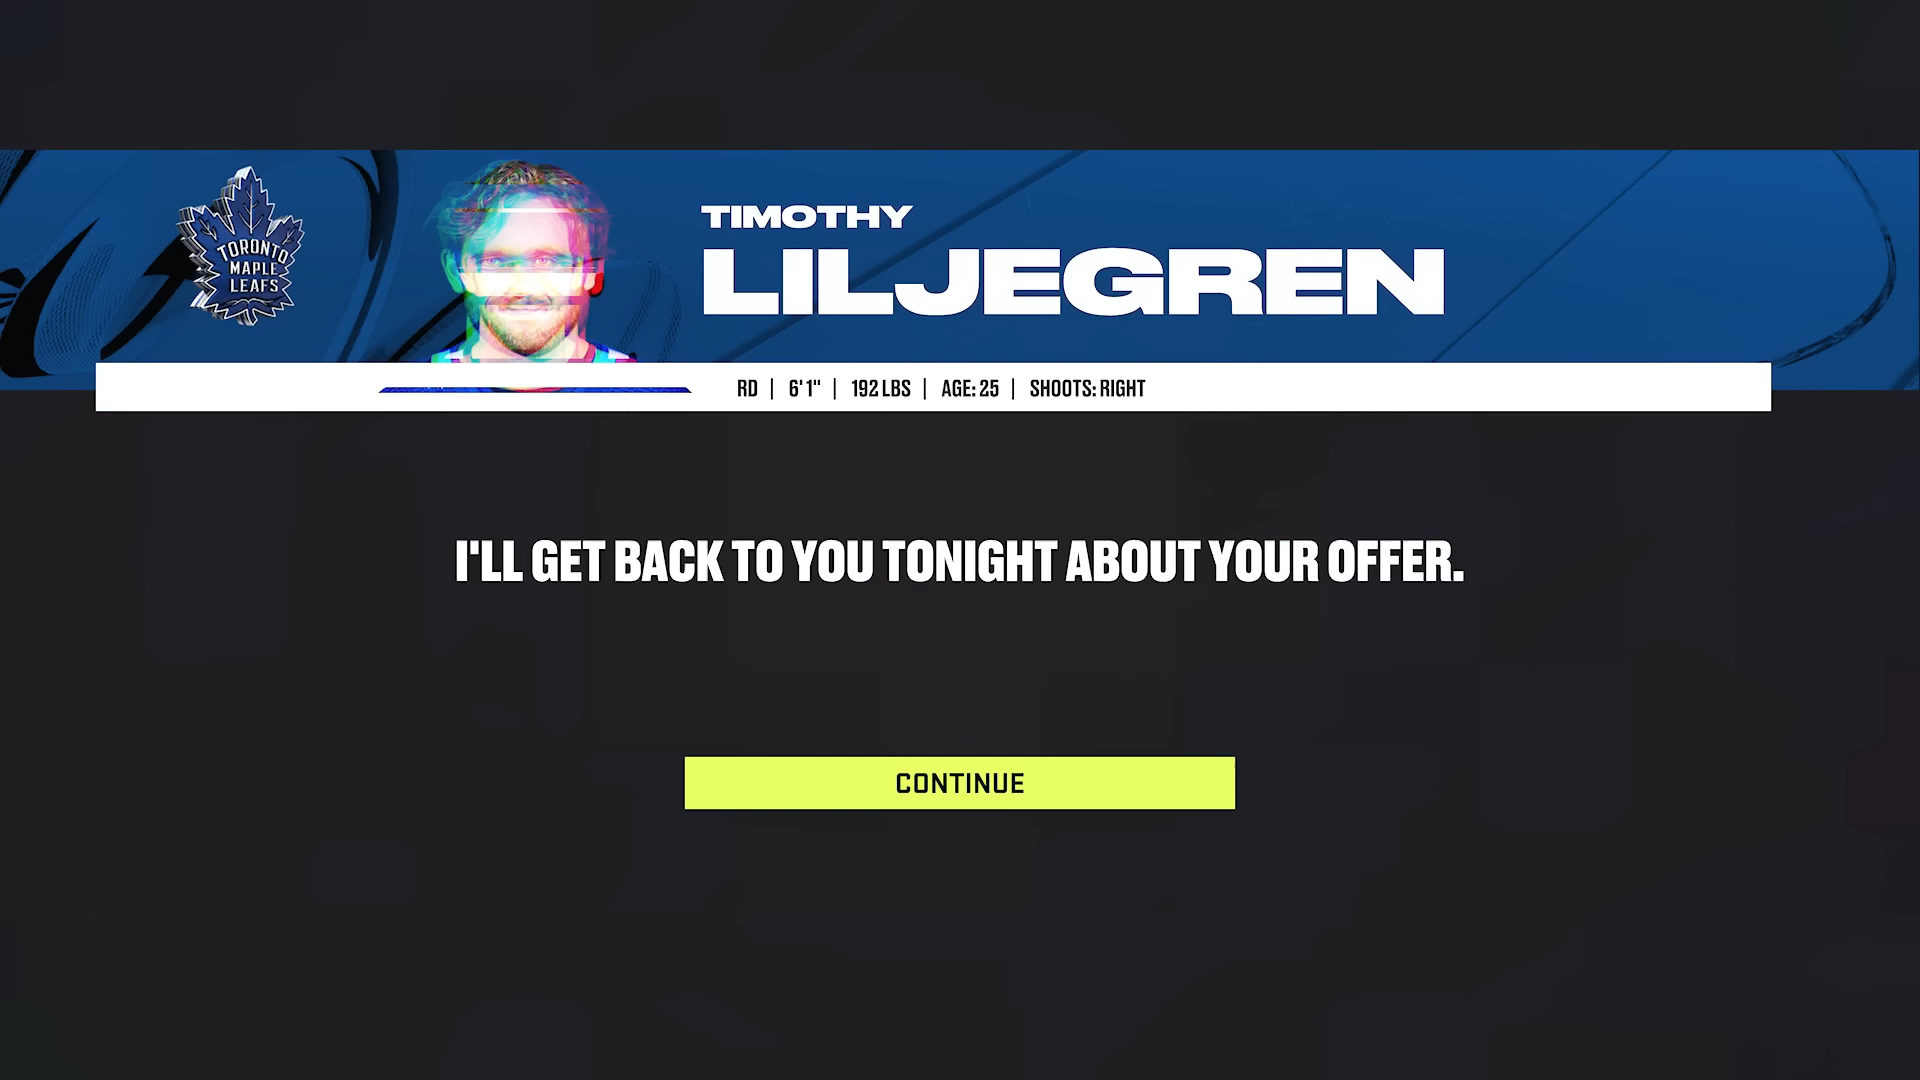 TORONTO
MAPLE
LEAFS
TIMOTHY
LILJEGREN
RD | 6'1" | 192 LBS | AGE: 25 | SHOOTS: RIGHT
I'LL GET BACK TO YOU TONIGHT ABOUT YOUR OFFER.
CONTINUE